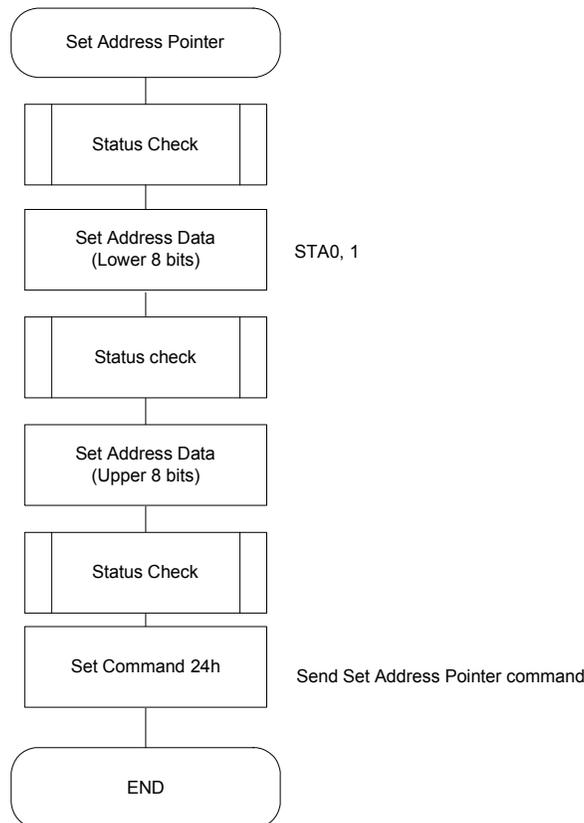 Set Address Pointer
Status Check
Set Address Data
(Lower 8 bits)
STA0, 1
Status check
Set Address Data
(Upper 8 bits)
Status Check
Set Command 24h
Send Set Address Pointer command
END